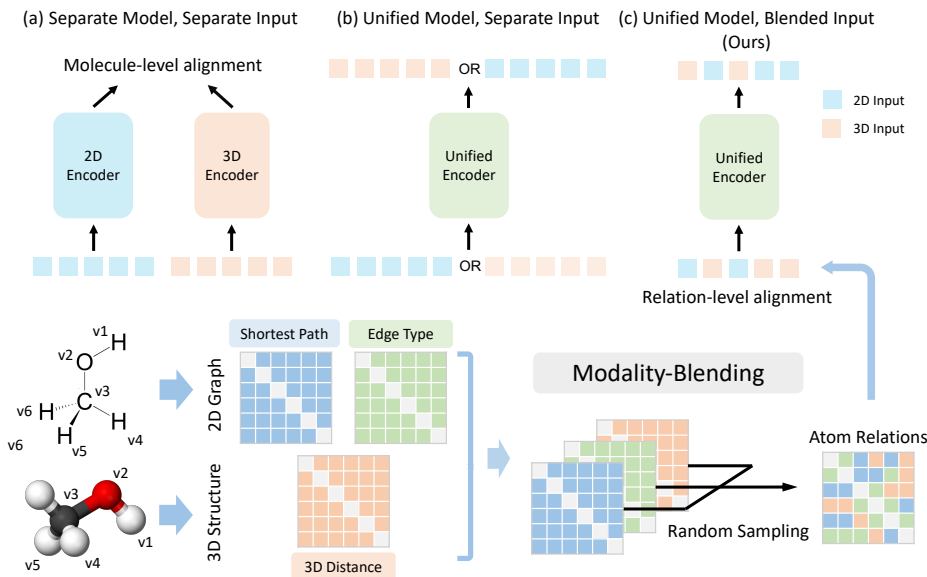 (a) Separate Model, Separate Input
(b) Unified Model, Separate Input
(c) Unified Model, Blended Input
(Ours)
Molecule-level alignment
OR
2D Input
3D Input
2D
Encoder
3D
Encoder
Unified
Encoder
Unified
Encoder
OR
Relation-level alignment
v1
H
v2
O
v3
C
v6
H
H
H
v6
v5
v4
2D Graph
Shortest Path
Edge Type
Modality-Blending
v2
v3
v1
v5
v4
3D Structure
3D Distance
Random Sampling
Atom Relations